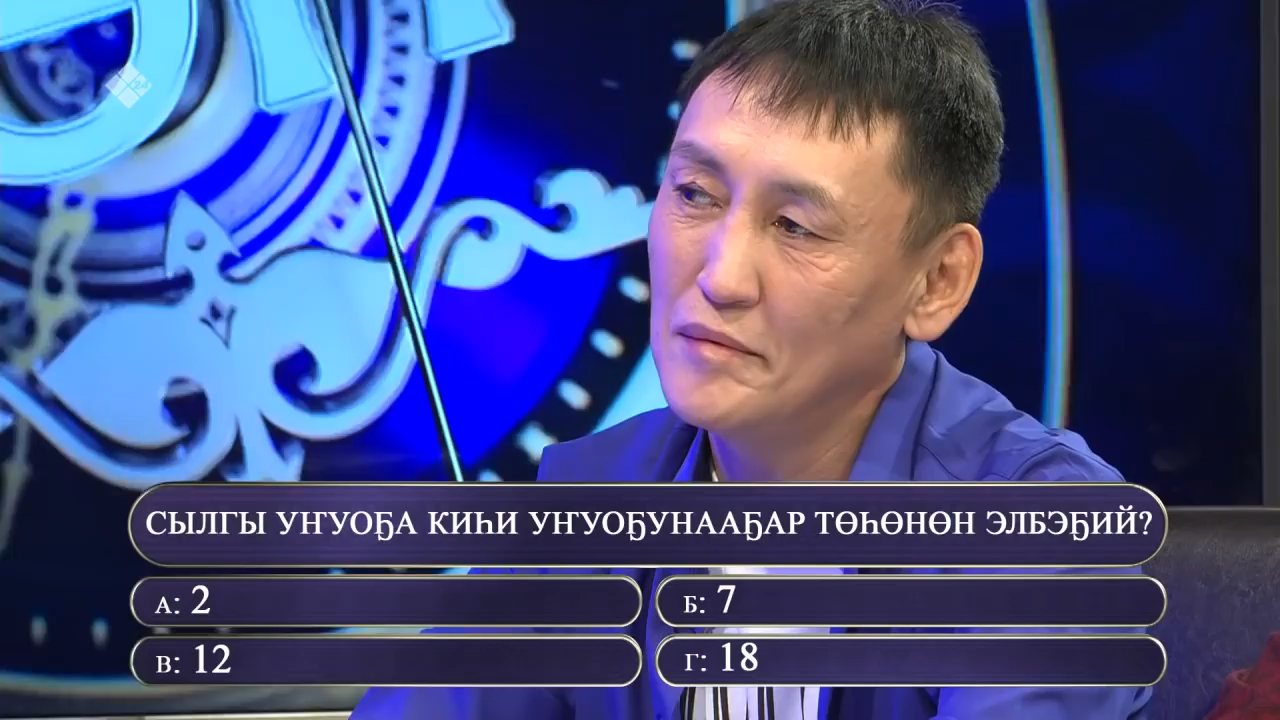 СЫЛГЫ УҤУОҔА КИҺИ УҤУОҔУНААҔАР ТӨҺӨНӨН ЭЛБЭҔИЙ?
А: 2
Б: 7
В: 12
Г: 18